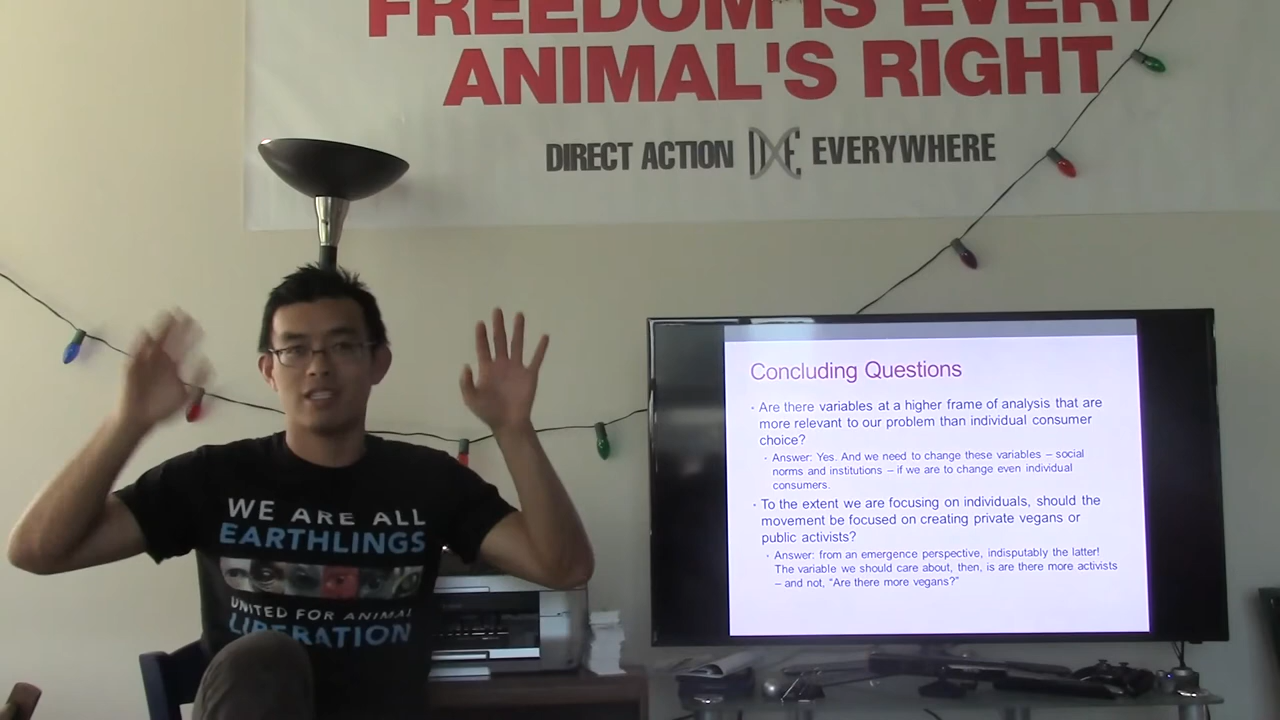 FREEDOM IS EVERY
ANIMAL'S RIGHT
DIRECT ACTION DXE EVERYWHERE
WE ARE ALL
EARTHLINGS
UNITED FOR ANIMAL
LIBERATION
Concluding Questions
• Are there variables at a higher frame of analysis that are
more relevant to our problem than individual consumer
choice?
• Answer: Yes. And we need to change these variables – social
norms and institutions – if we are to change even individual
consumers.
• To the extent we are focusing on individuals, should the
movement be focused on creating private vegans or
public activists?
• Answer: from an emergence perspective, indisputably the latter!
The variable we should care about, then, is are there more activists
– and not, "Are there more vegans?"